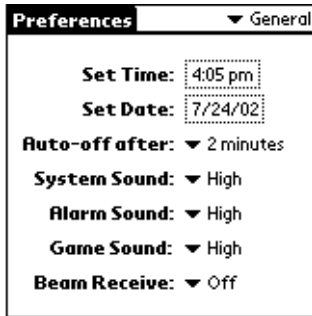 Preferences ▼ General
Set Time: 4:05 pm
Set Date: 7/24/02
Auto-off after: ▼ 2 minutes
System Sound: ▼ High
Alarm Sound: ▼ High
Game Sound: ▼ High
Beam Receive: ▼ Off